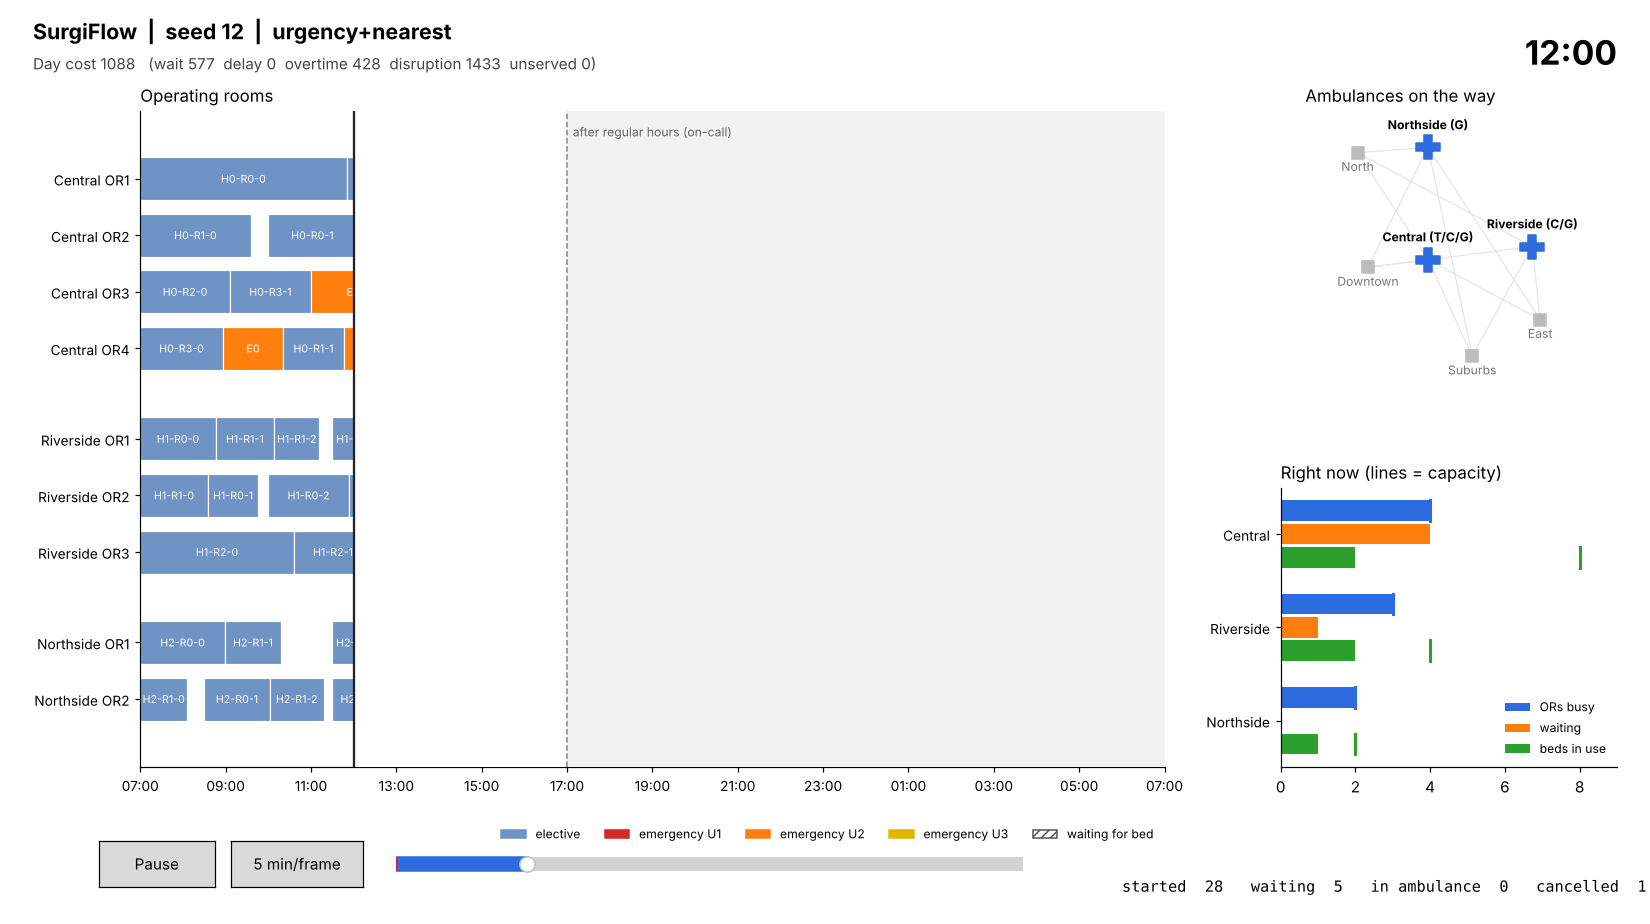 SurgiFlow | seed 12 | urgency+nearest
Day cost 1088 (wait 577 delay 0 overtime 428 disruption 1433 unserved 0)
12:00
Operating rooms
after regular hours (on-call)
Central OR1
H0-R0-0
Central OR2
H0-R1-0
H0-R0-1
Central OR3
H0-R2-0
H0-R3-1
E
Central OR4
H0-R3-0
E0
H0-R1-1
Riverside OR1
H1-R0-0
H1-R1-1
H1-R1-2
H1-
Riverside OR2
H1-R1-0
H1-R0-1
H1-R0-2
Riverside OR3
H1-R2-0
H1-R2-1
Northside OR1
H2-R0-0
H2-R1-1
H2-
Northside OR2
H2-R1-0
H2-R0-1
H2-R1-2
H2
07:00 09:00 11:00 13:00 15:00 17:00 19:00 21:00 23:00 01:00 03:00 05:00 07:00
elective emergency U1 emergency U2 emergency U3 waiting for bed
Pause
5 min/frame
Ambulances on the way
Northside (G)
North
Riverside (C/G)
Central (T/C/G)
Downtown
East
Suburbs
Right now (lines = capacity)
Central
Riverside
Northside
ORs busy
waiting
beds in use
0 2 4 6 8
started 28 waiting 5 in ambulance 0 cancelled 1